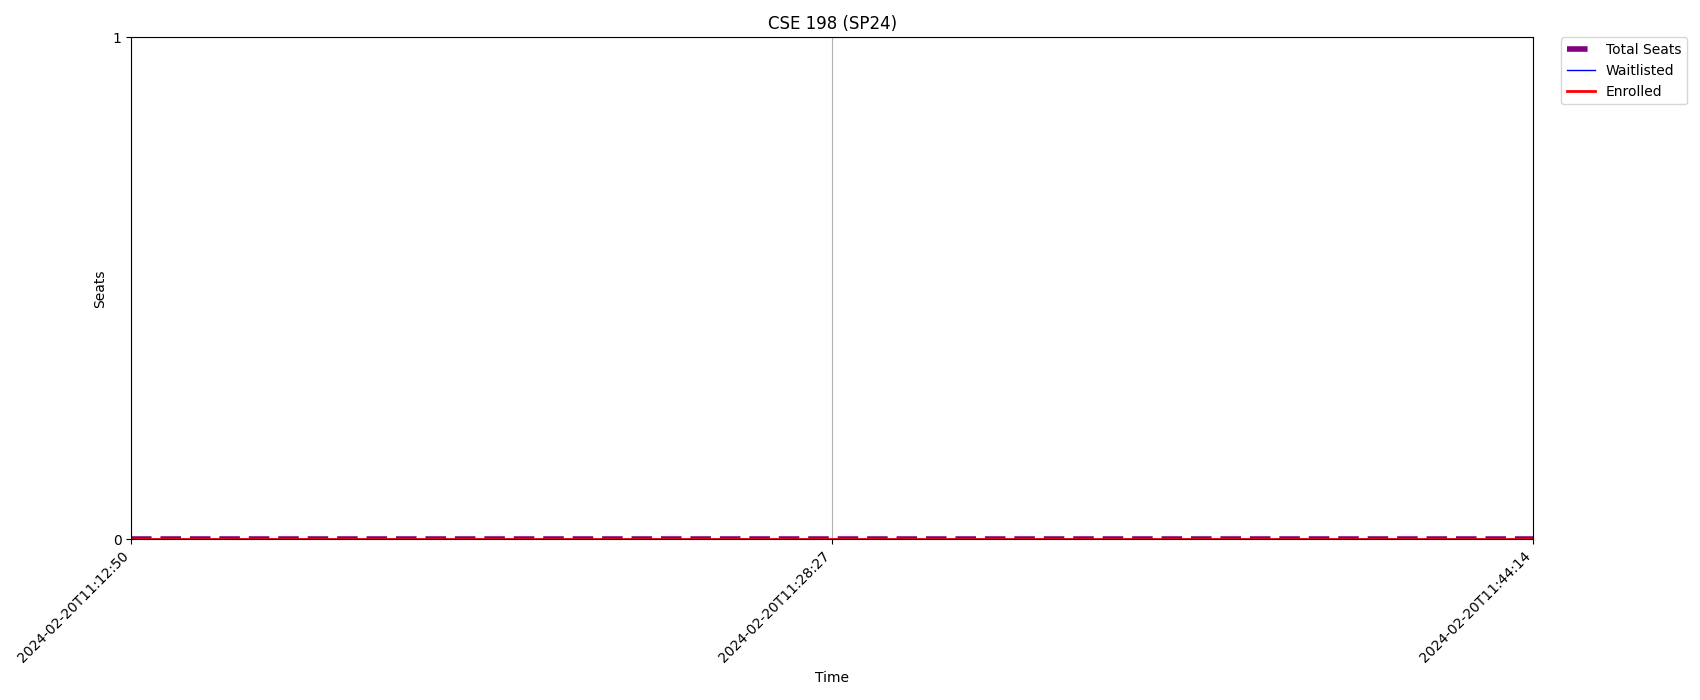 CSE 198 (SP24)
1
Total Seats
Waitlisted
Enrolled
Seats
0
2024-02-20T11:12:50
2024-02-20T11:28:27
2024-02-20T11:44:14
Time